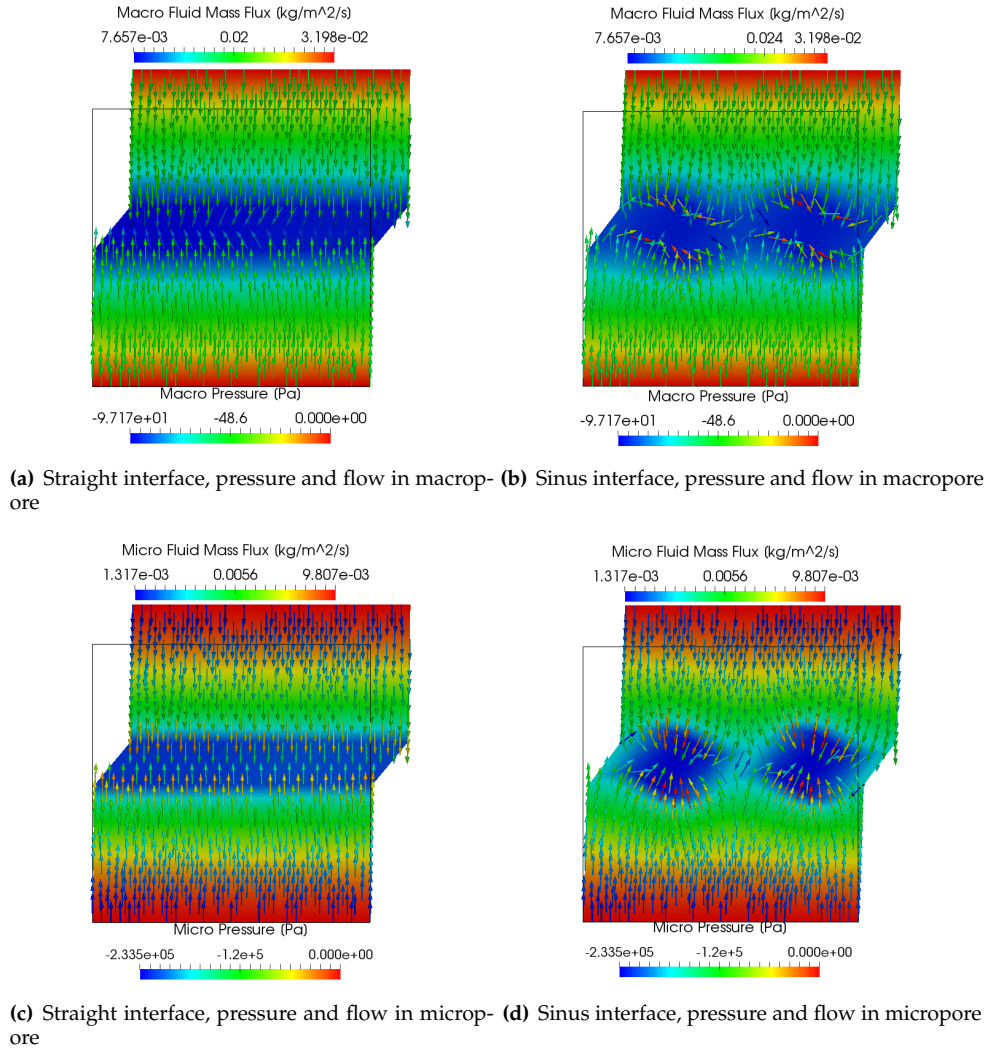 Macro Fluid Mass Flux (kg/m^2/s)
7.657e-03 0.02 3.198e-02
Macro Pressure (Pa)
-9.717e+01 -48.6 0.000e+00
(a) Straight interface, pressure and flow in macrop-
ore
Macro Fluid Mass Flux (kg/m^2/s)
7.657e-03 0.024 3.198e-02
Macro Pressure (Pa)
-9.717e+01 -48.6 0.000e+00
(b) Sinus interface, pressure and flow in macropore
Micro Fluid Mass Flux (kg/m^2/s)
1.317e-03 0.0056 9.807e-03
Micro Pressure (Pa)
-2.335e+05 -1.2e+5 0.000e+00
(c) Straight interface, pressure and flow in microp-
ore
Micro Fluid Mass Flux (kg/m^2/s)
1.317e-03 0.0056 9.807e-03
Micro Pressure (Pa)
-2.335e+05 -1.2e+5 0.000e+00
(d) Sinus interface, pressure and flow in micropore